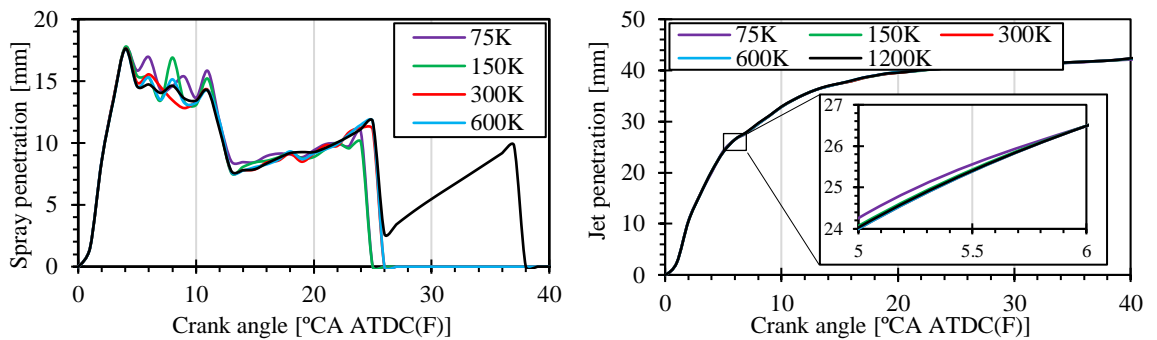 20
15
10
5
0
Spray penetration [mm]
75K
150K
300K
600K
0 10 20 30 40
Crank angle [ºCA ATDC(F)]
50
40
30
20
10
0
Jet penetration [mm]
75K 150K 300K
600K 1200K
27
26
25
24
5 5.5 6
0 10 20 30 40
Crank angle [ºCA ATDC(F)]